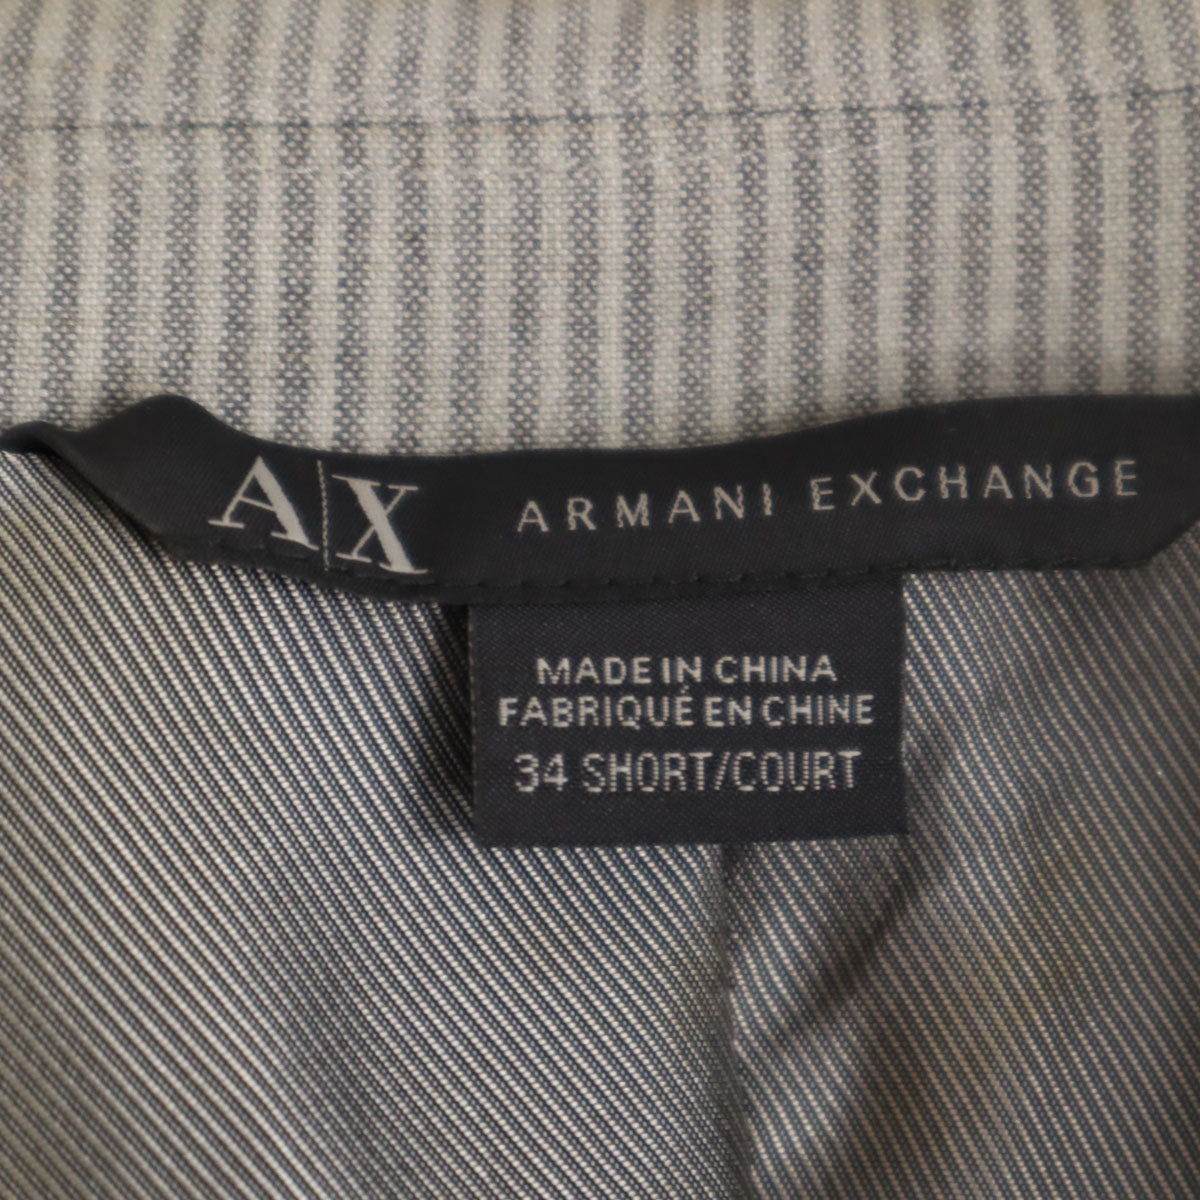 A|X ARMANI EXCHANGE
MADE IN CHINA
FABRIQUÉ EN CHINE
34 SHORT/COURT